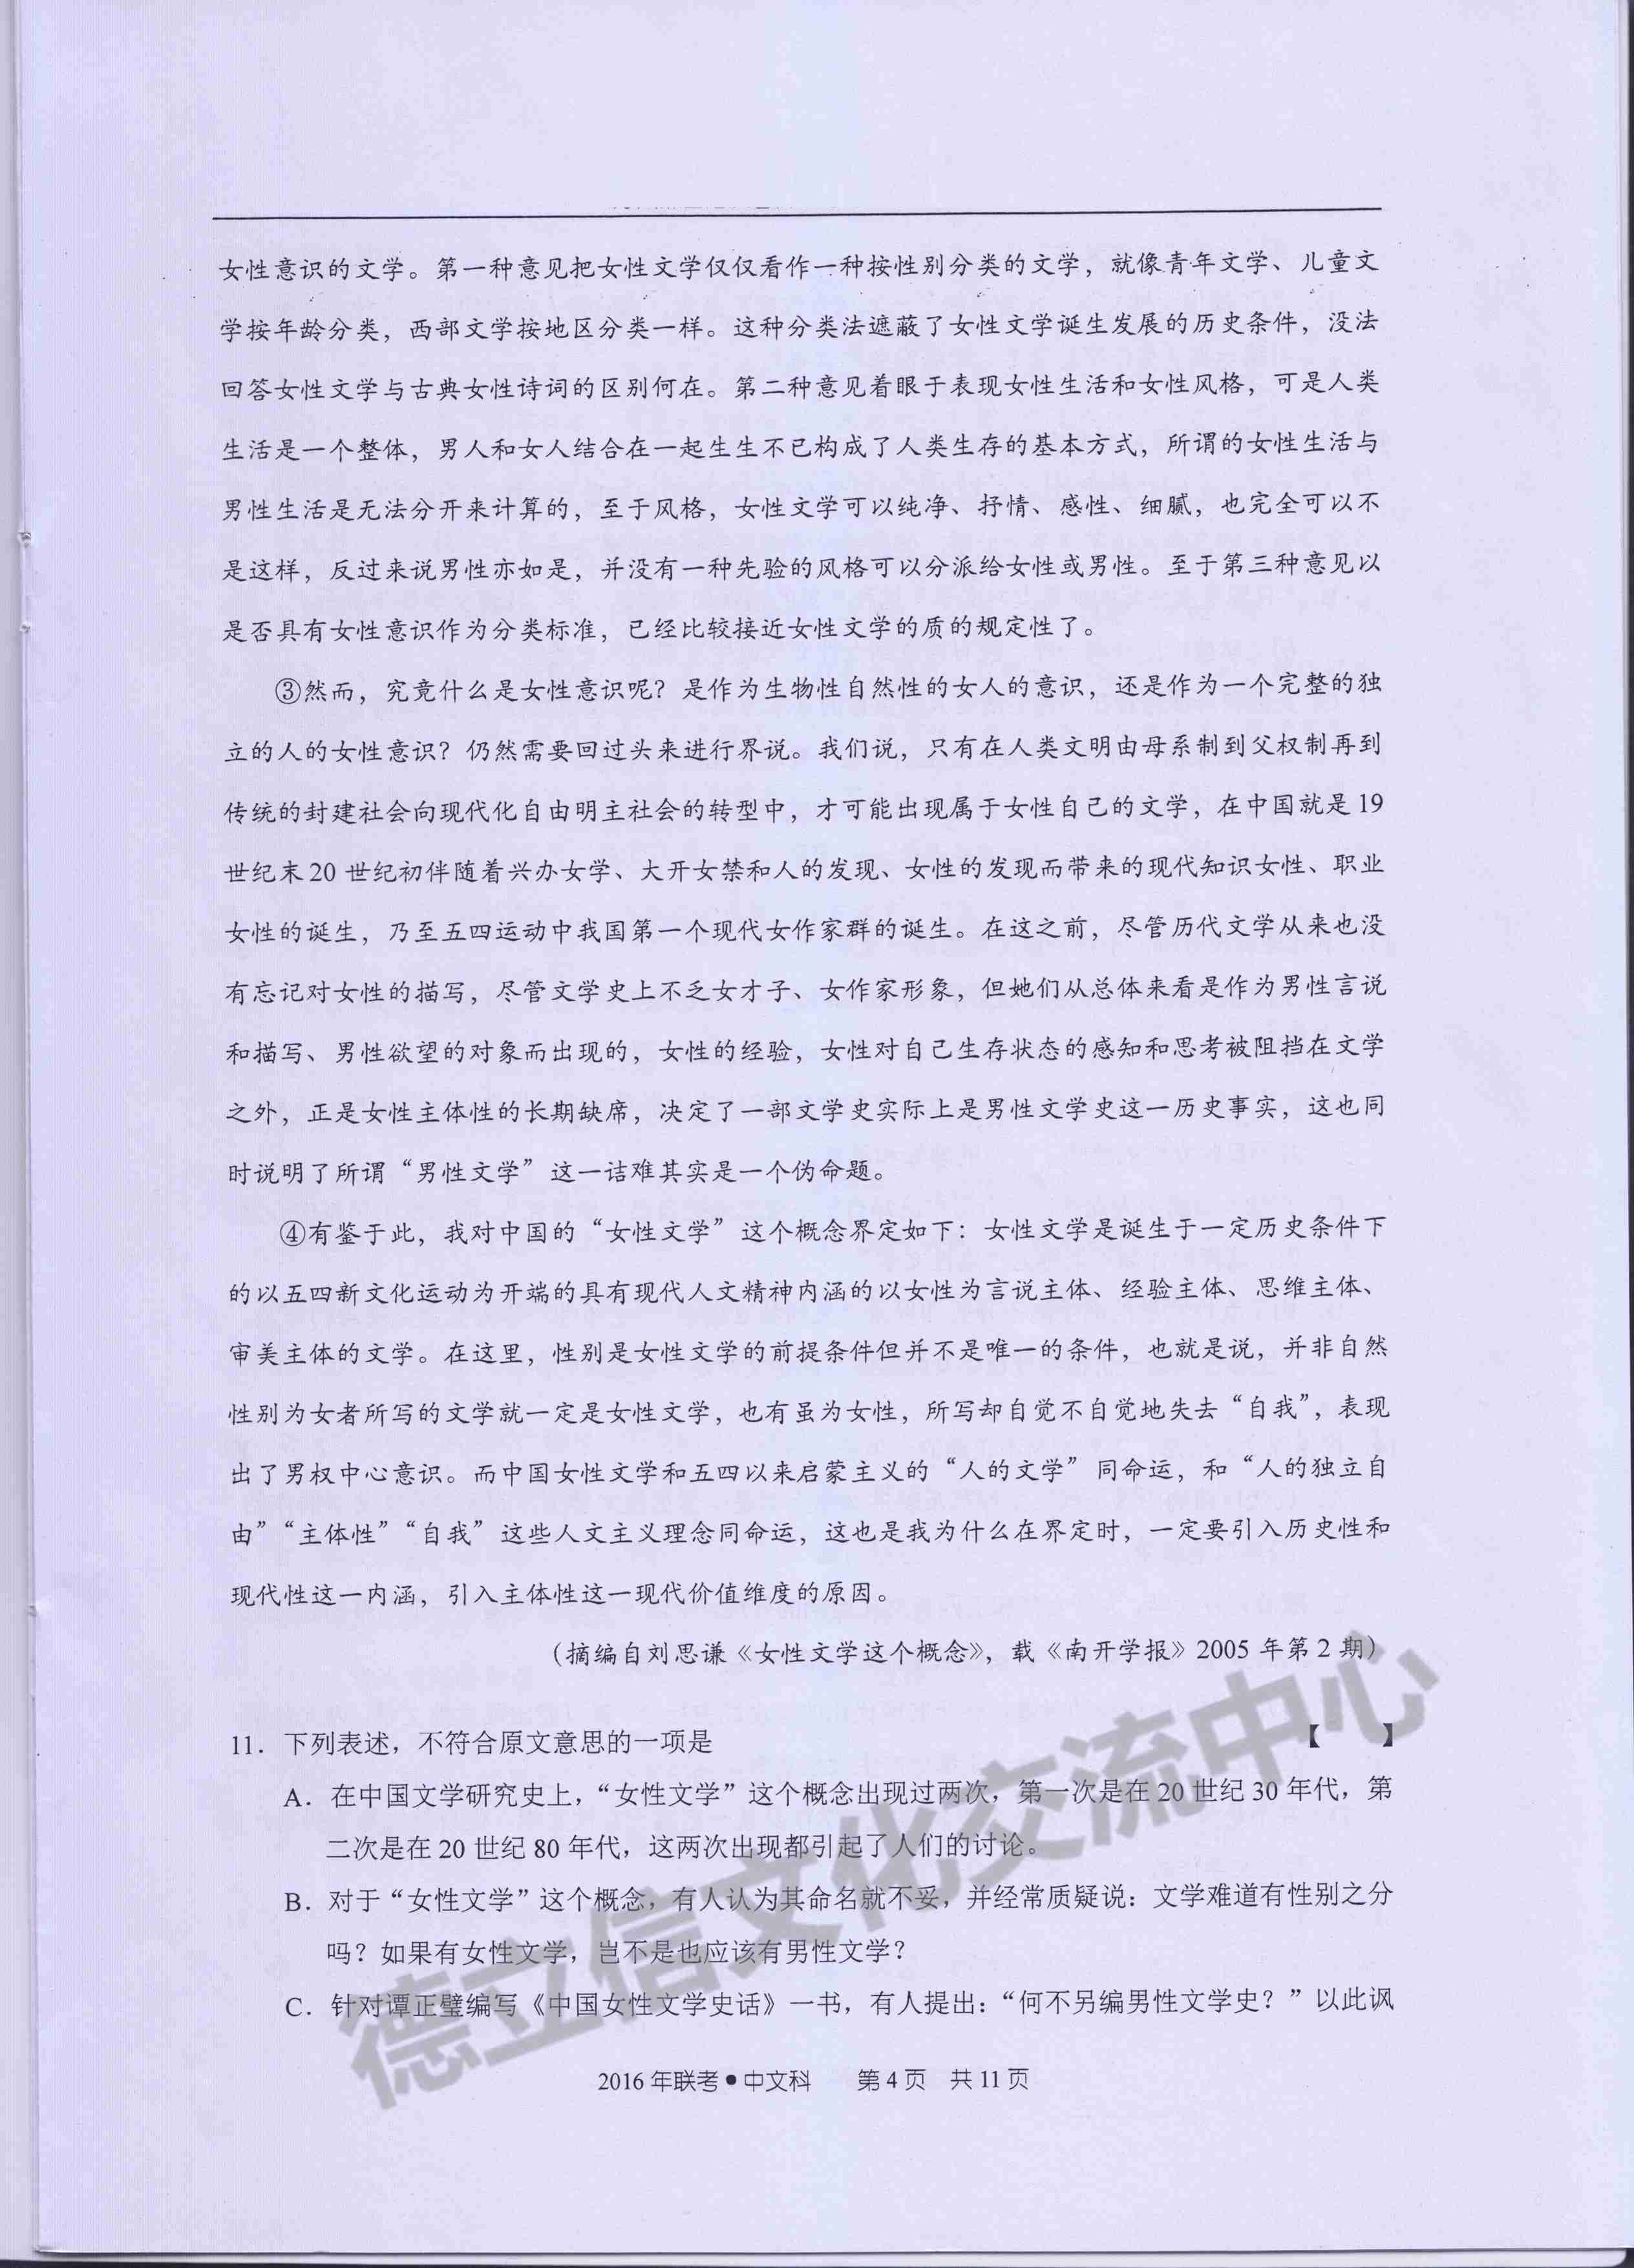 女性意识的文学。第一种意见把女性文学仅仅看作一种按性别分类的文学，就像青年文学、儿童文
学按年龄分类，西部文学按地区分类一样。这种分类法遮蔽了女性文学诞生发展的历史条件，没法
回答女性文学与古典女性诗词的区别何在。第二种意见着眼于表现女性生活和女性风格，可是人类
生活是一个整体，男人和女人结合在一起生生不已构成了人类生存的基本方式，所谓的女性生活与
男性生活是无法分开来计算的，至于风格，女性文学可以纯净、抒情、感性、细腻，也完全可以不
是这样，反过来说男性亦如是，并没有一种先验的风格可以分派给女性或男性。至于第三种意见以
是否具有女性意识作为分类标准，已经比较接近女性文学的质的规定性了。
③然而，究竟什么是女性意识呢？是作为生物性自然性的女人的意识，还是作为一个完整的独
立的人的女性意识？仍然需要回过头来进行界说。我们说，只有在人类文明由母系制到父权制再到
传统的封建社会向现代化自由明主社会的转型中，才可能出现属于女性自己的文学，在中国就是 19
世纪末 20 世纪初伴随着兴办女学、大开女禁和人的发现、女性的发现而带来的现代知识女性、职业
女性的诞生，乃至五四运动中我国第一个现代女作家群的诞生。在这之前，尽管历代文学从来也没
有忘记对女性的描写，尽管文学史上不乏女才子、女作家形象，但她们从总体来看是作为男性言说
和描写、男性欲望的对象而出现的，女性的经验，女性对自己生存状态的感知和思考被阻挡在文学
之外，正是女性主体性的长期缺席，决定了一部文学史实际上是男性文学史这一历史事实，这也同
时说明了所谓“男性文学”这一诘难其实是一个伪命题。
④有鉴于此，我对中国的“女性文学”这个概念界定如下：女性文学是诞生于一定历史条件下
的以五四新文化运动为开端的具有现代人文精神内涵的以女性为言说主体、经验主体、思维主体、
审美主体的文学。在这里，性别是女性文学的前提条件但并不是唯一的条件，也就是说，并非自然
性别为女者所写的文学就一定是女性文学，也有虽为女性，所写却自觉不自觉地失去“自我”，表现
出了男权中心意识。而中国女性文学和五四以来启蒙主义的“人的文学”同命运，和“人的独立自
由”“主体性”“自我”这些人文主义理念同命运，这也是我为什么在界定时，一定要引入历史性和
现代性这一内涵，引入主体性这一现代价值维度的原因。
（摘编自刘思谦《女性文学这个概念》，载《南开学报》2005 年第 2 期）
11．下列表述，不符合原文意思的一项是 【 】
A．在中国文学研究史上，“女性文学”这个概念出现过两次，第一次是在 20 世纪 30 年代，第
二次是在 20 世纪 80 年代，这两次出现都引起了人们的讨论。
B．对于“女性文学”这个概念，有人认为其命名就不妥，并经常质疑说：文学难道有性别之分
吗？如果有女性文学，岂不是也应该有男性文学？
C．针对谭正璧编写《中国女性文学史话》一书，有人提出：“何不另编男性文学史？”以此讽
德立信文化交流中心
2016 年联考●中文科 第 4 页 共 11 页